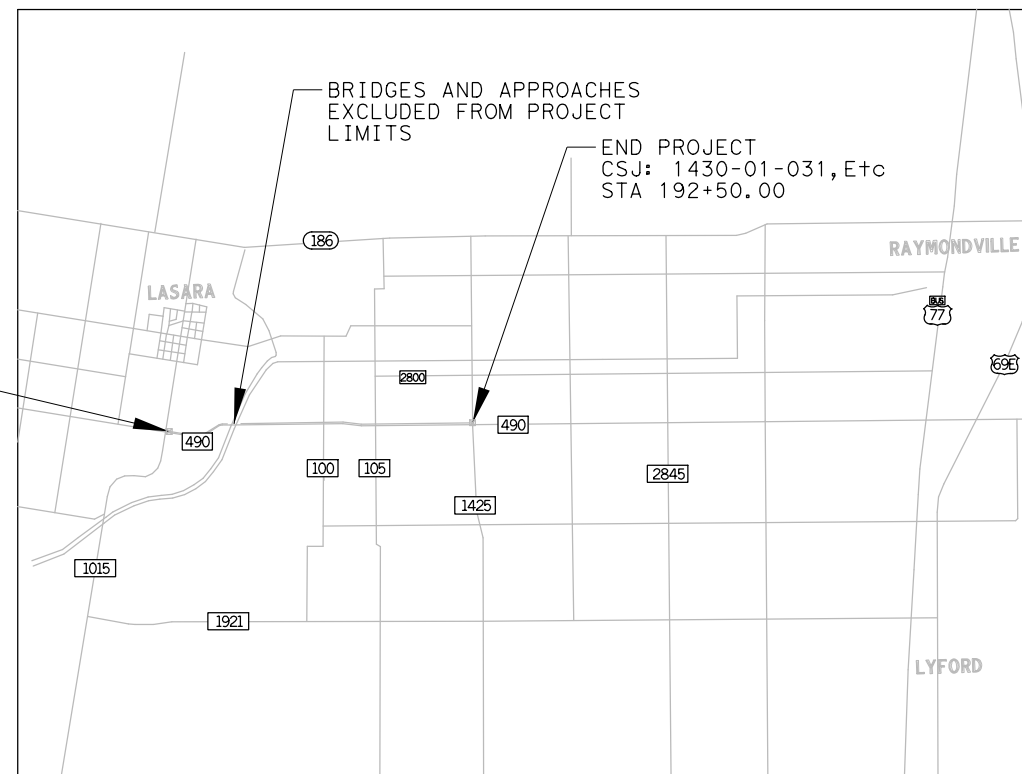 BRIDGES AND APPROACHES
EXCLUDED FROM PROJECT
LIMITS
END PROJECT
CSJ: 1430-01-031,Etc
STA 192+50.00
186
RAYMONDVILLE
LASARA
BUS
77
69E
2800
490
490
100
105
2845
1425
1015
1921
LYFORD